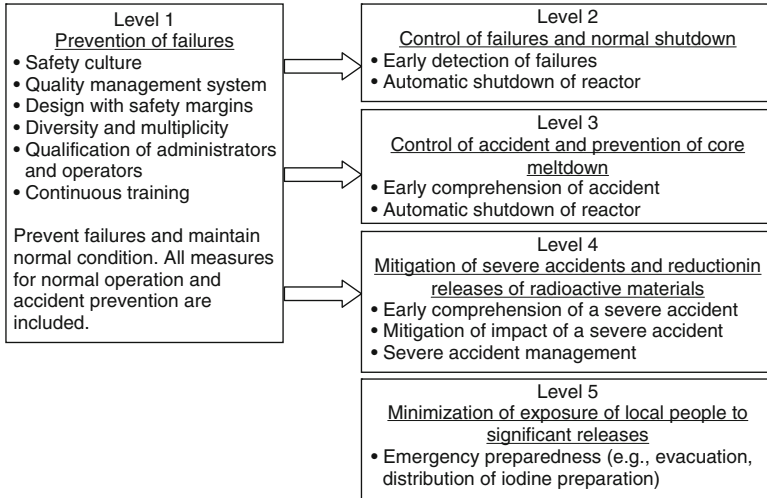 Level 1
Prevention of failures
• Safety culture
• Quality management system
• Design with safety margins
• Diversity and multiplicity
• Qualification of administrators
and operators
• Continuous training
Prevent failures and maintain
normal condition. All measures
for normal operation and
accident prevention are
included.
Level 2
Control of failures and normal shutdown
• Early detection of failures
• Automatic shutdown of reactor
Level 3
Control of accident and prevention of core
meltdown
• Early comprehension of accident
• Automatic shutdown of reactor
Level 4
Mitigation of severe accidents and reductionin
releases of radioactive materials
• Early comprehension of a severe accident
• Mitigation of impact of a severe accident
• Severe accident management
Level 5
Minimization of exposure of local people to
significant releases
• Emergency preparedness (e.g., evacuation,
distribution of iodine preparation)